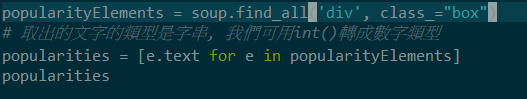 popularityElements = soup.find_all('div', class_="box")
# 取出的文字的類型是字串, 我們可用int()轉成數字類型
popularities = [e.text for e in popularityElements]
popularities